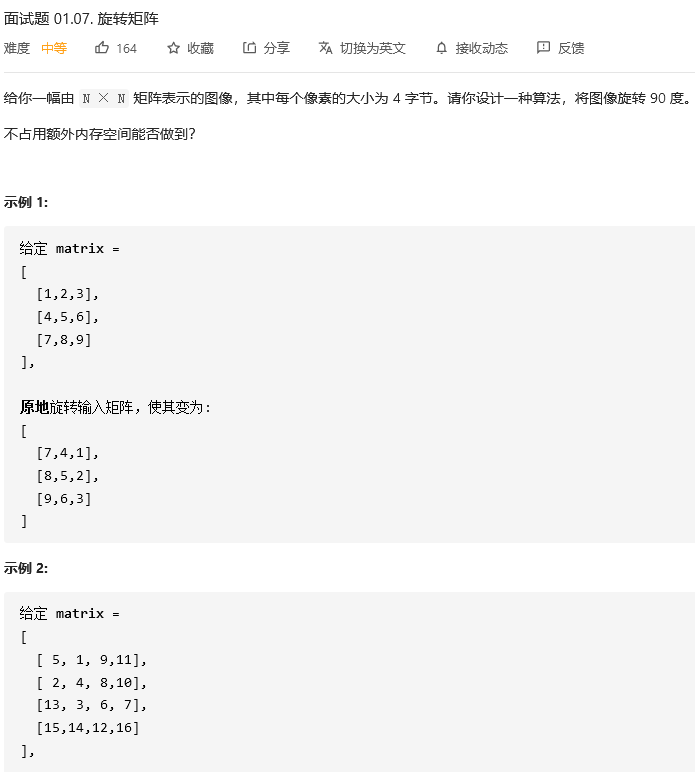 面试题 01.07. 旋转矩阵
难度 中等 164 收藏 分享 切换为英文 接收动态 反馈
给你一幅由 N × N 矩阵表示的图像，其中每个像素的大小为 4 字节。请你设计一种算法，将图像旋转 90 度。
不占用额外内存空间能否做到？
示例 1:
给定 matrix =
[
[1,2,3],
[4,5,6],
[7,8,9]
],
原地旋转输入矩阵，使其变为:
[
[7,4,1],
[8,5,2],
[9,6,3]
]
示例 2:
给定 matrix =
[
[ 5, 1, 9,11],
[ 2, 4, 8,10],
[13, 3, 6, 7],
[15,14,12,16]
],